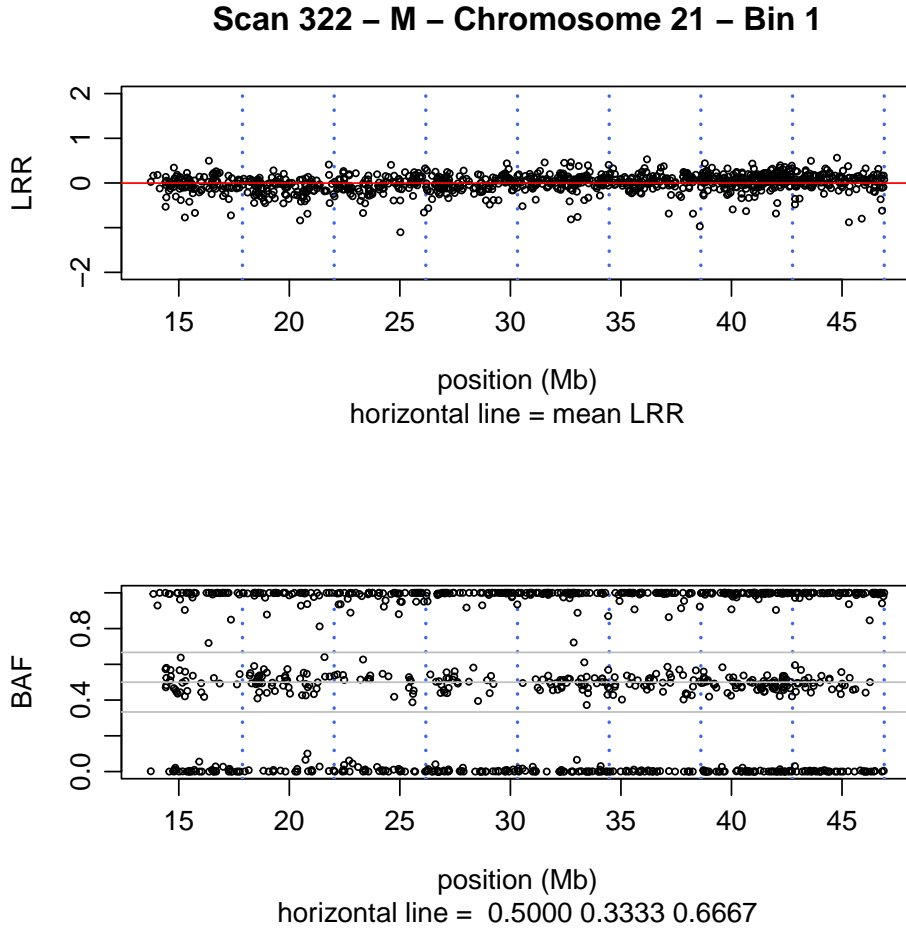 Scan 322 – M – Chromosome 21 – Bin 1
2
1
0
−2
LRR
15 20 25 30 35 40 45
position (Mb)
horizontal line = mean LRR
0.8
0.4
0.0
BAF
15 20 25 30 35 40 45
position (Mb)
horizontal line = 0.5000 0.3333 0.6667